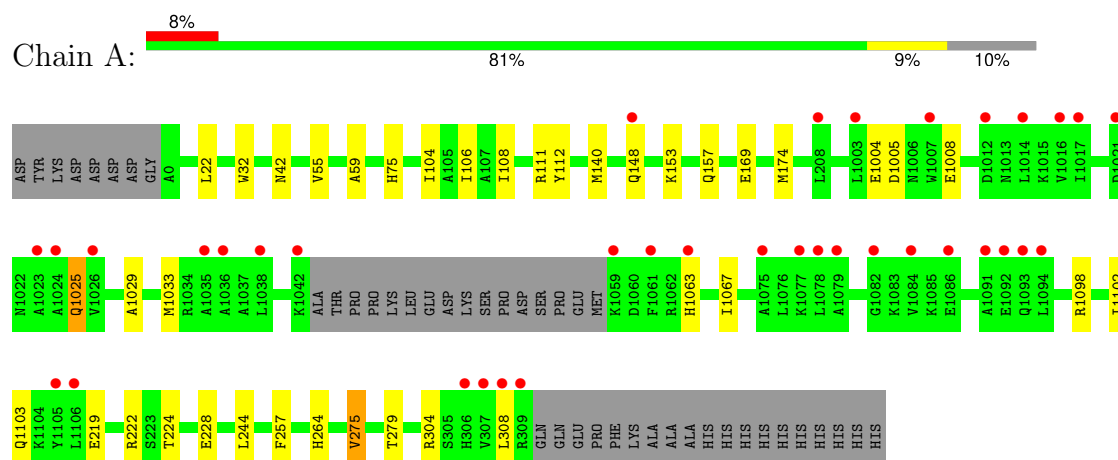 8%
Chain A:
81% 9% 10%
ASP TYR LYS ASP ASP ASP ASP GLY A0 L22 W32 N42 V55 A59 H75 I104 A105 I106 A107 I108 R111 Y112 M140 Q148 K153 Q157 E169 M174 L208 L1003 E1004 D1005 N1006 W1007 E1008 D1012 N1013 L1014 K1015 V1016 I1017 D1021
N1022 A1023 A1024 Q1025 V1026 A1029 M1033 R1034 A1035 A1036 A1037 L1038 K1042 ALA THR PRO PRO LYS LEU GLU ASP LYS SER PRO ASP SER PRO GLU MET K1059 D1060 F1061 R1062 H1063 I1067 A1075 L1076 K1077 L1078 A1079 G1082 K1083 V1084 K1085 E1086 A1091 E1092 Q1093 L1094 R1098 I1102
Q1103 K1104 Y1105 L1106 E219 R222 S223 T224 E228 L244 F257 H264 V275 T279 R304 S305 H306 V307 L308 R309 GLN GLN GLU PRO PHE LYS ALA ALA ALA HIS HIS HIS HIS HIS HIS HIS HIS HIS HIS